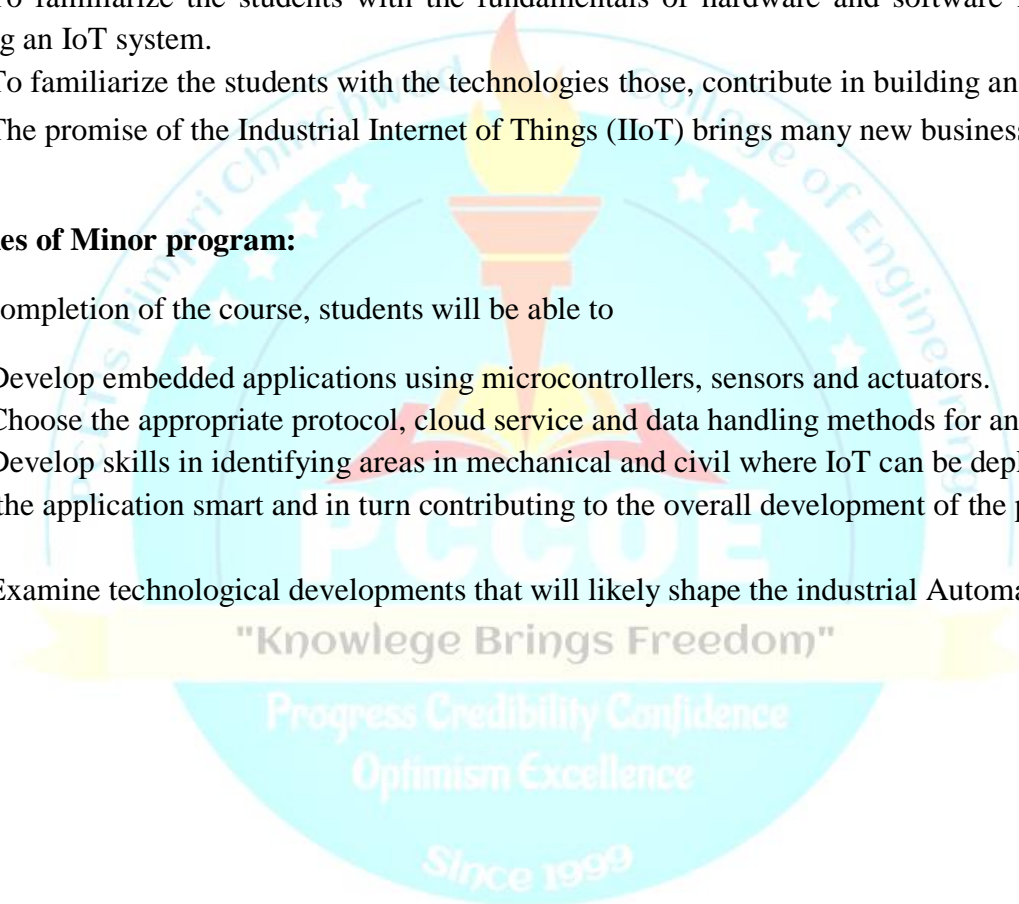 To familiarize the students with the fundamentals of hardware and software
g an IoT system.
To familiarize the students with the technologies those, contribute in building an
The promise of the Industrial Internet of Things (IIoT) brings many new business
es of Minor program:
ompletion of the course, students will be able to
Develop embedded applications using microcontrollers, sensors and actuators.
Choose the appropriate protocol, cloud service and data handling methods for an
Develop skills in identifying areas in mechanical and civil where IoT can be depl
the application smart and in turn contributing to the overall development of the p
Examine technological developments that will likely shape the industrial Automa
Pimpri Chinchwad College of Engineering
PCCOE
"Knowlege Brings Freedom"
Progress Credibility Confidence
Optimism Excellence
Since 1999